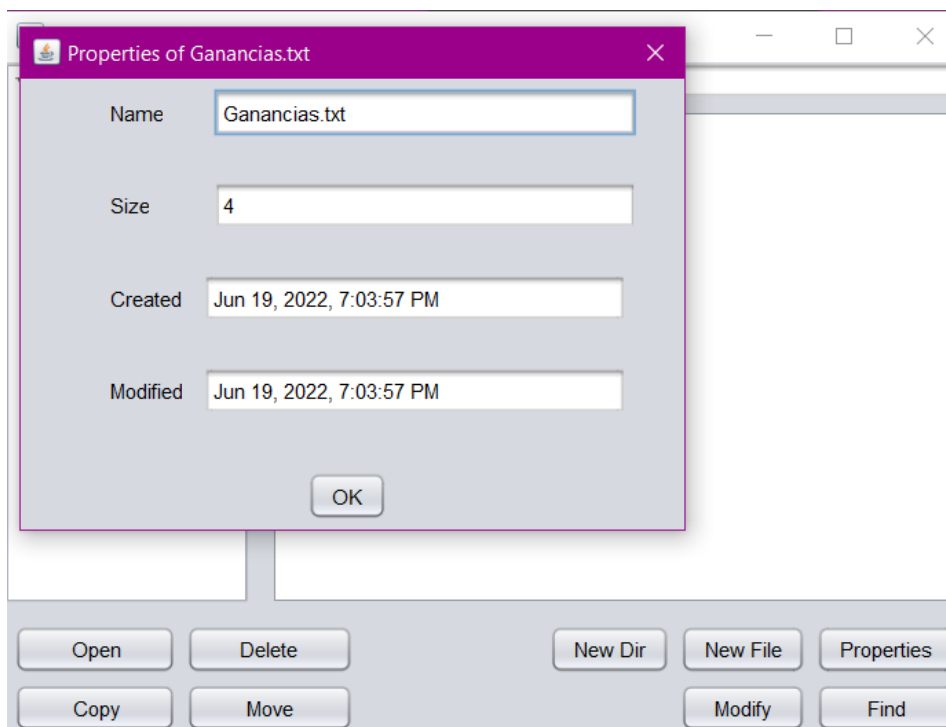 Properties of Ganancias.txt
Name Ganancias.txt
Size 4
Created Jun 19, 2022, 7:03:57 PM
Modified Jun 19, 2022, 7:03:57 PM
OK
Open Delete New Dir New File Properties
Copy Move Modify Find